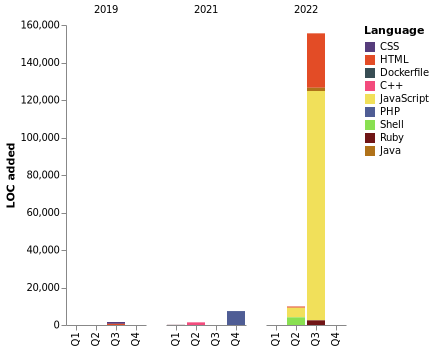 2019 2021 2022
Language
CSS
HTML
Dockerfile
C++
JavaScript
PHP
Shell
Ruby
Java
LOC added
160,000
140,000
120,000
100,000
80,000
60,000
40,000
20,000
0
Q1 Q2 Q3 Q4 Q1 Q2 Q3 Q4 Q1 Q2 Q3 Q4